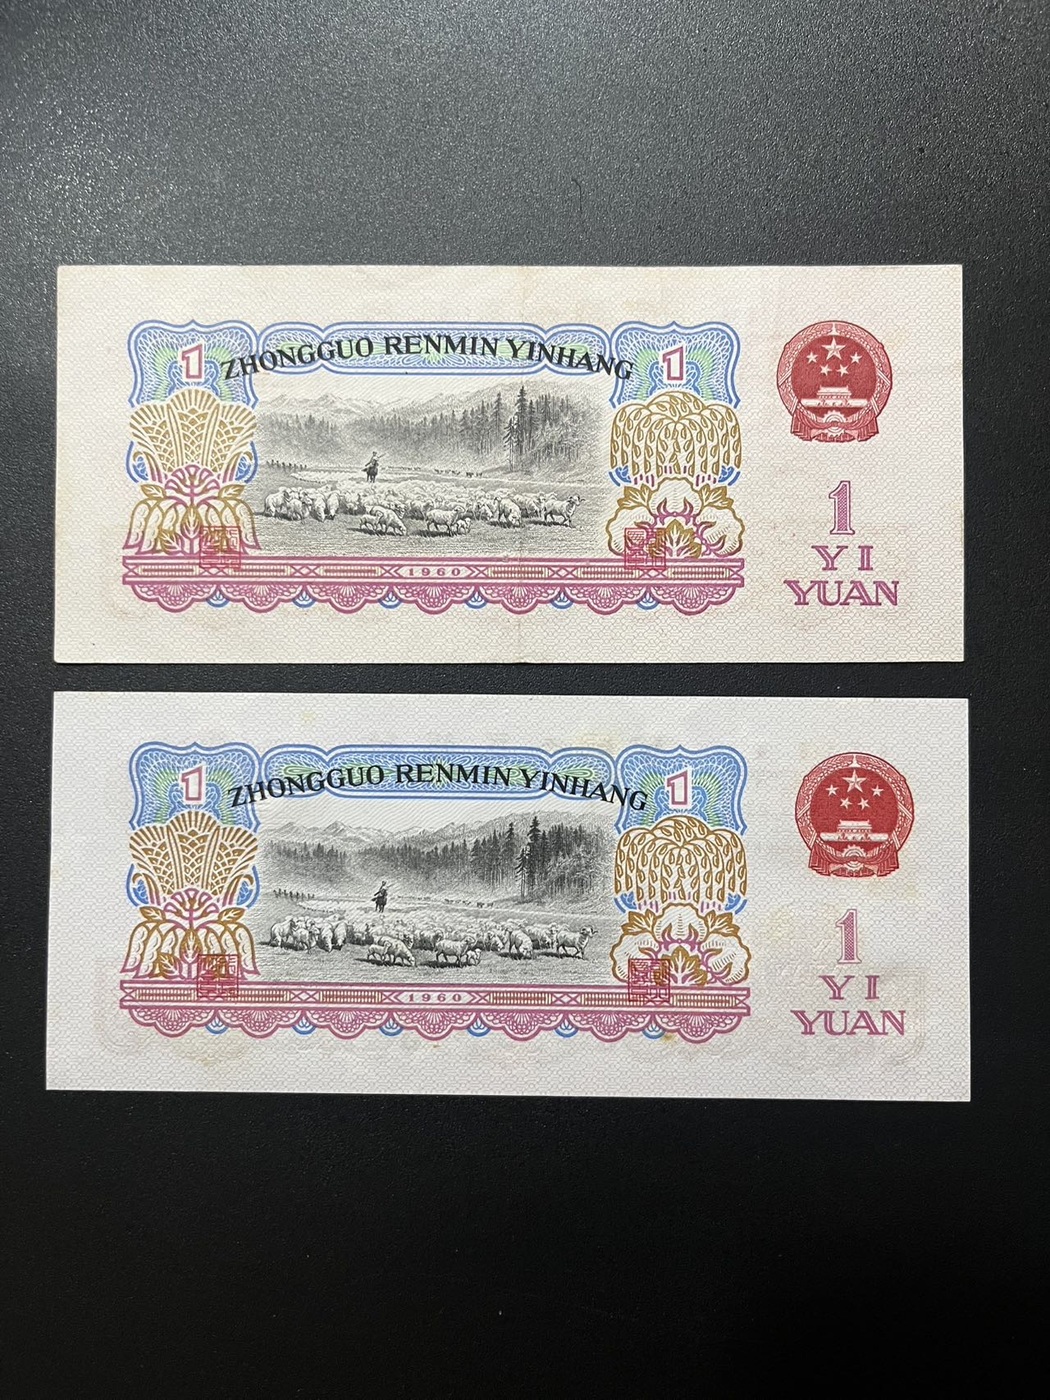 1 ZHONGGUO RENMIN YINHANG 1
1960
1
YI
YUAN
1 ZHONGGUO RENMIN YINHANG 1
1960
1
YI
YUAN